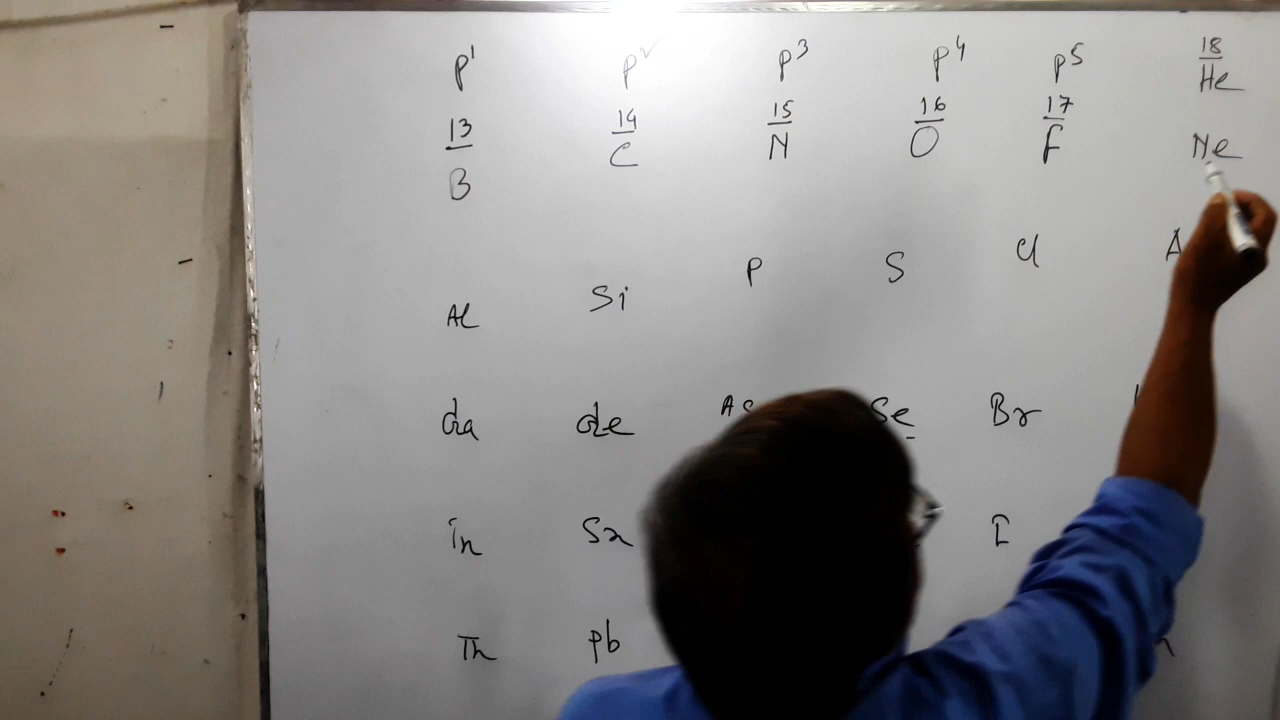 p¹ p² p³ p⁴ p⁵ 18
13 14 15 16 17 He
B C N O F Ne
Al Si P S Cl A
Ga Ge As Se Br
In Sn I
Th Pb